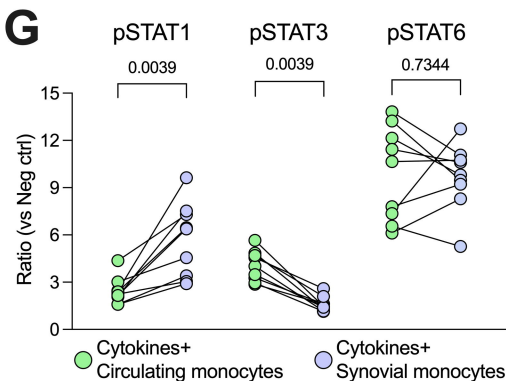 G
pSTAT1 pSTAT3 pSTAT6
0.0039 0.0039 0.7344
15
12
9
6
3
0
Ratio (vs Neg ctrl)
Cytokines+ Cytokines+
Circulating monocytes Synovial monocytes